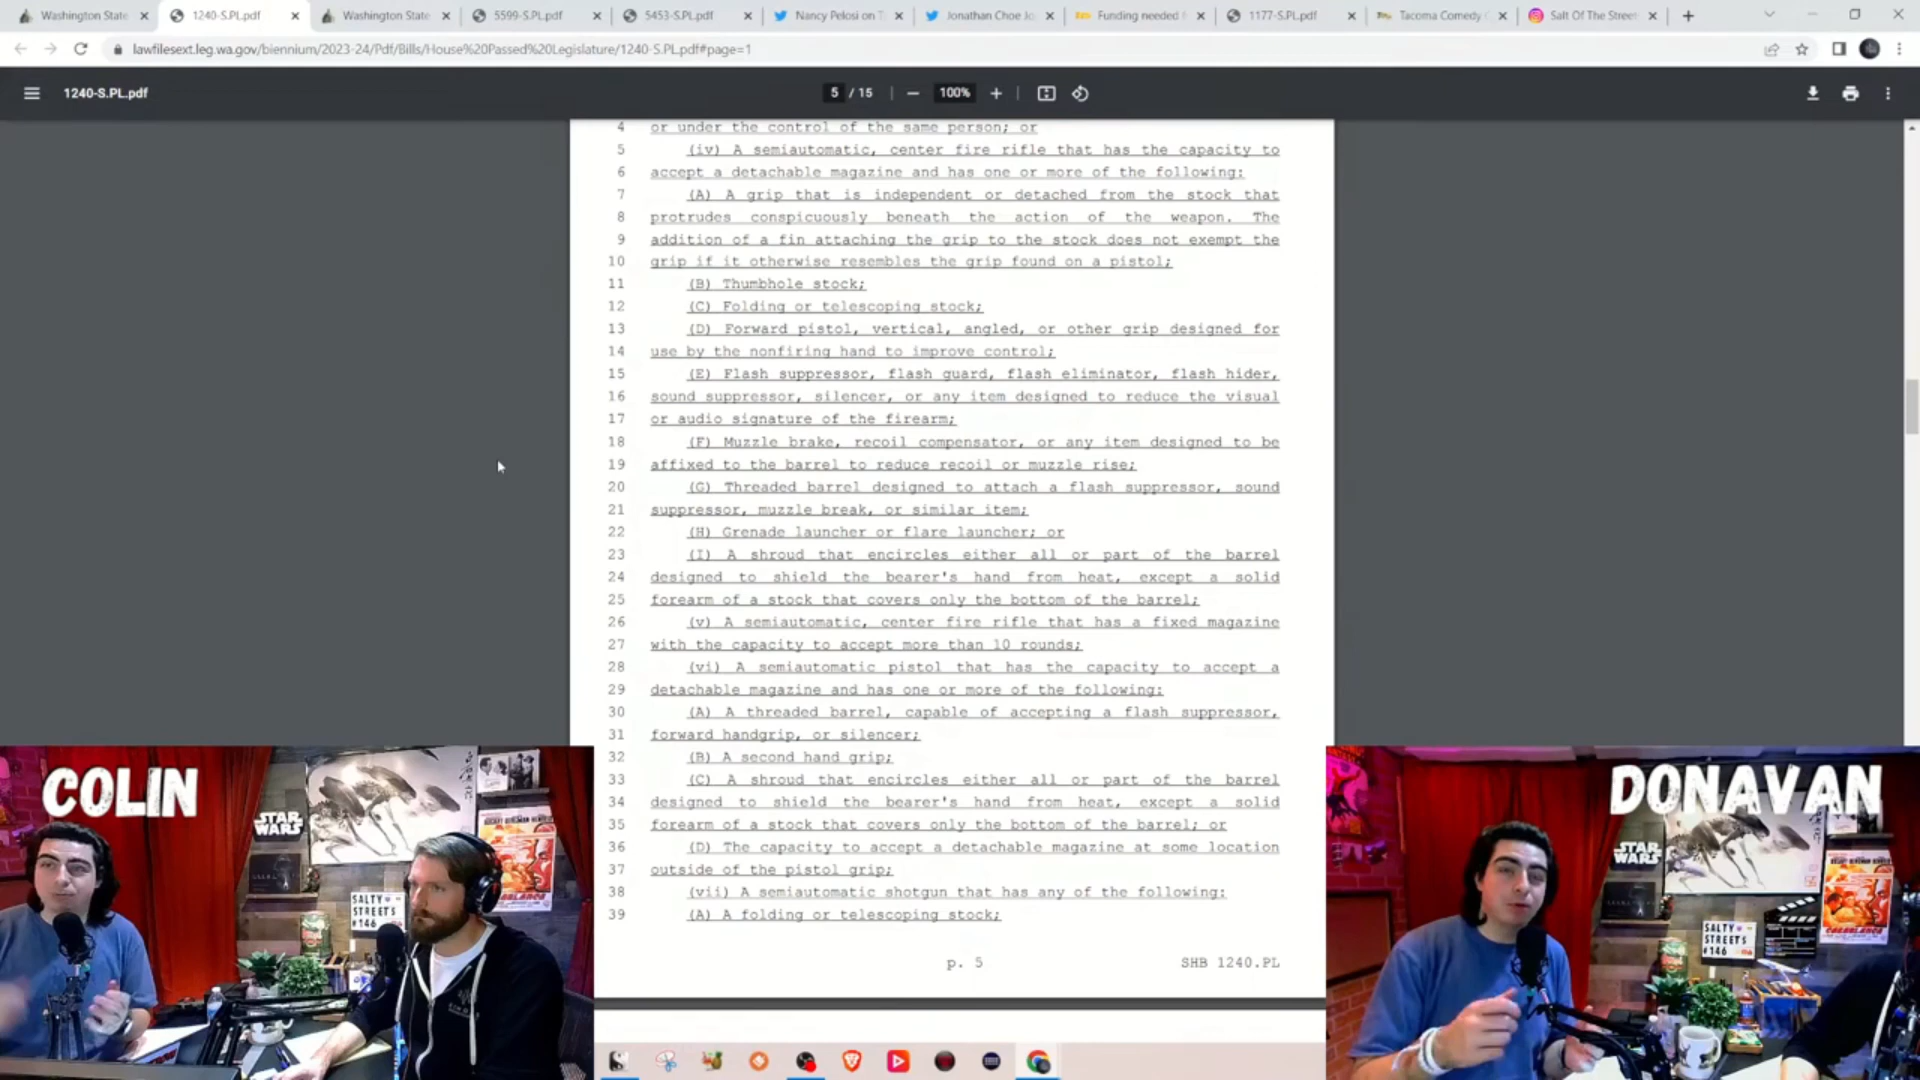 Washington State
1240-S.PL.pdf
Washington State
5599-S.PL.pdf
5453-S.PL.pdf
Nancy Pelosi on T
Jonathan Choe Jo
Funding needed f
1177-S.PL.pdf
Tacoma Comedy C
Salt Of The Street
lawfilesext.leg.wa.gov/biennium/2023-24/Pdf/Bills/House%20Passed%20Legislature/1240-S.PL.pdf#page=1
1240-S.PL.pdf
5 / 15
100%
4 or under the control of the same person; or
5 (iv) A semiautomatic, center fire rifle that has the capacity to
6 accept a detachable magazine and has one or more of the following:
7 (A) A grip that is independent or detached from the stock that
8 protrudes conspicuously beneath the action of the weapon. The
9 addition of a fin attaching the grip to the stock does not exempt the
10 grip if it otherwise resembles the grip found on a pistol;
11 (B) Thumbhole stock;
12 (C) Folding or telescoping stock;
13 (D) Forward pistol, vertical, angled, or other grip designed for
14 use by the nonfiring hand to improve control;
15 (E) Flash suppressor, flash guard, flash eliminator, flash hider,
16 sound suppressor, silencer, or any item designed to reduce the visual
17 or audio signature of the firearm;
18 (F) Muzzle brake, recoil compensator, or any item designed to be
19 affixed to the barrel to reduce recoil or muzzle rise;
20 (G) Threaded barrel designed to attach a flash suppressor, sound
21 suppressor, muzzle break, or similar item;
22 (H) Grenade launcher or flare launcher; or
23 (I) A shroud that encircles either all or part of the barrel
24 designed to shield the bearer's hand from heat, except a solid
25 forearm of a stock that covers only the bottom of the barrel;
26 (v) A semiautomatic, center fire rifle that has a fixed magazine
27 with the capacity to accept more than 10 rounds;
28 (vi) A semiautomatic pistol that has the capacity to accept a
29 detachable magazine and has one or more of the following:
30 (A) A threaded barrel, capable of accepting a flash suppressor,
31 forward handgrip, or silencer;
32 (B) A second hand grip;
33 (C) A shroud that encircles either all or part of the barrel
34 designed to shield the bearer's hand from heat, except a solid
35 forearm of a stock that covers only the bottom of the barrel; or
36 (D) The capacity to accept a detachable magazine at some location
37 outside of the pistol grip;
38 (vii) A semiautomatic shotgun that has any of the following:
39 (A) A folding or telescoping stock;
p. 5 SHB 1240.PL
COLIN
STAR
WARS
CASABLANCA
SALTY
STREETS
#146
DONAVAN
STAR
WARS
CASABLANCA
SALTY
STREETS
#146